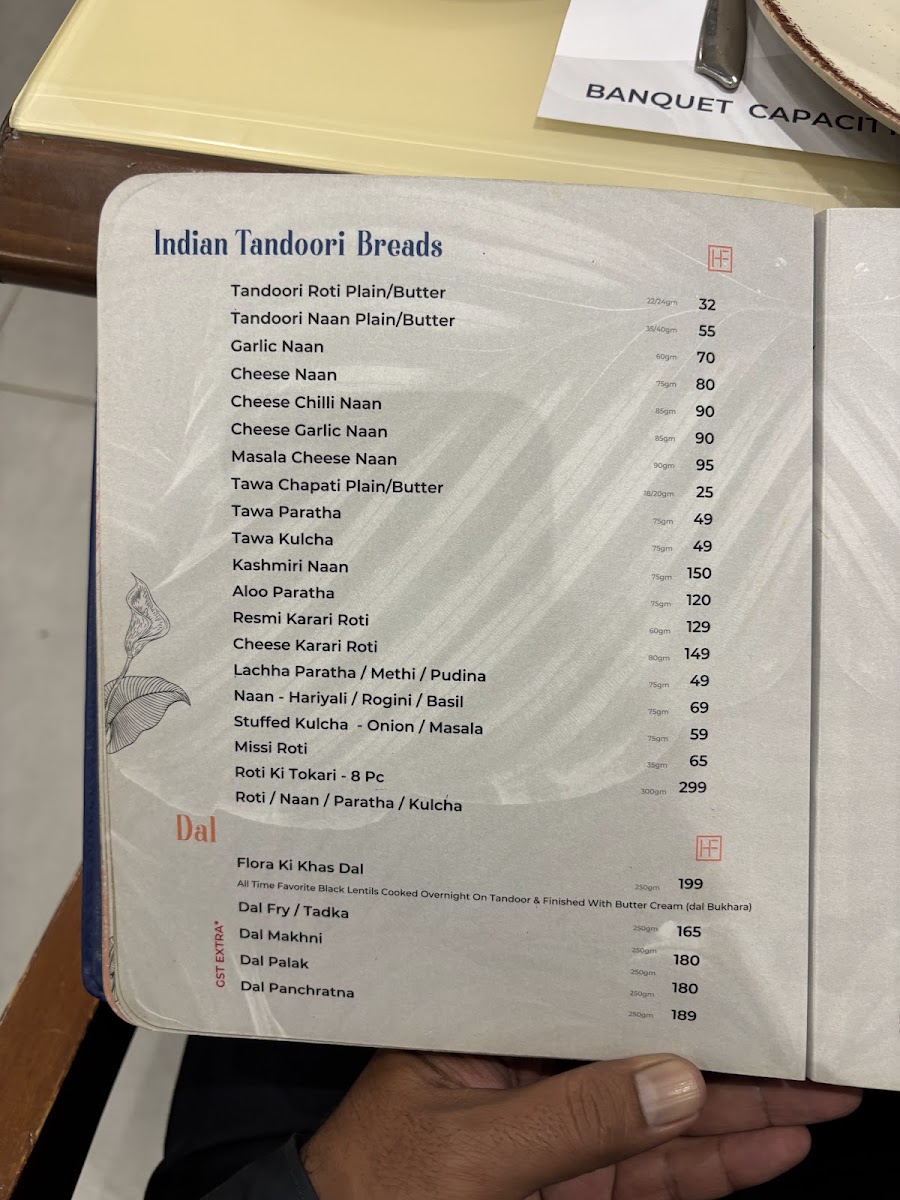 BANQUET CAPACIT
Indian Tandoori Breads
HF
Tandoori Roti Plain/Butter 22/24gm 32
Tandoori Naan Plain/Butter 35/40gm 55
Garlic Naan 60gm 70
Cheese Naan 75gm 80
Cheese Chilli Naan 85gm 90
Cheese Garlic Naan 85gm 90
Masala Cheese Naan 90gm 95
Tawa Chapati Plain/Butter 18/20gm 25
Tawa Paratha 75gm 49
Tawa Kulcha 75gm 49
Kashmiri Naan 75gm 150
Aloo Paratha 75gm 120
Resmi Karari Roti 60gm 129
Cheese Karari Roti 80gm 149
Lachha Paratha / Methi / Pudina 75gm 49
Naan - Hariyali / Rogini / Basil 75gm 69
Stuffed Kulcha - Onion / Masala 75gm 59
Missi Roti 35gm 65
Roti Ki Tokari - 8 Pc 300gm 299
Roti / Naan / Paratha / Kulcha
Dal
HF
Flora Ki Khas Dal 250gm 199
All Time Favorite Black Lentils Cooked Overnight On Tandoor & Finished With Butter Cream (dal Bukhara)
Dal Fry / Tadka 250gm 165
Dal Makhni 250gm 180
Dal Palak 250gm 180
Dal Panchratna 250gm 189
250gm
GST EXTRA*